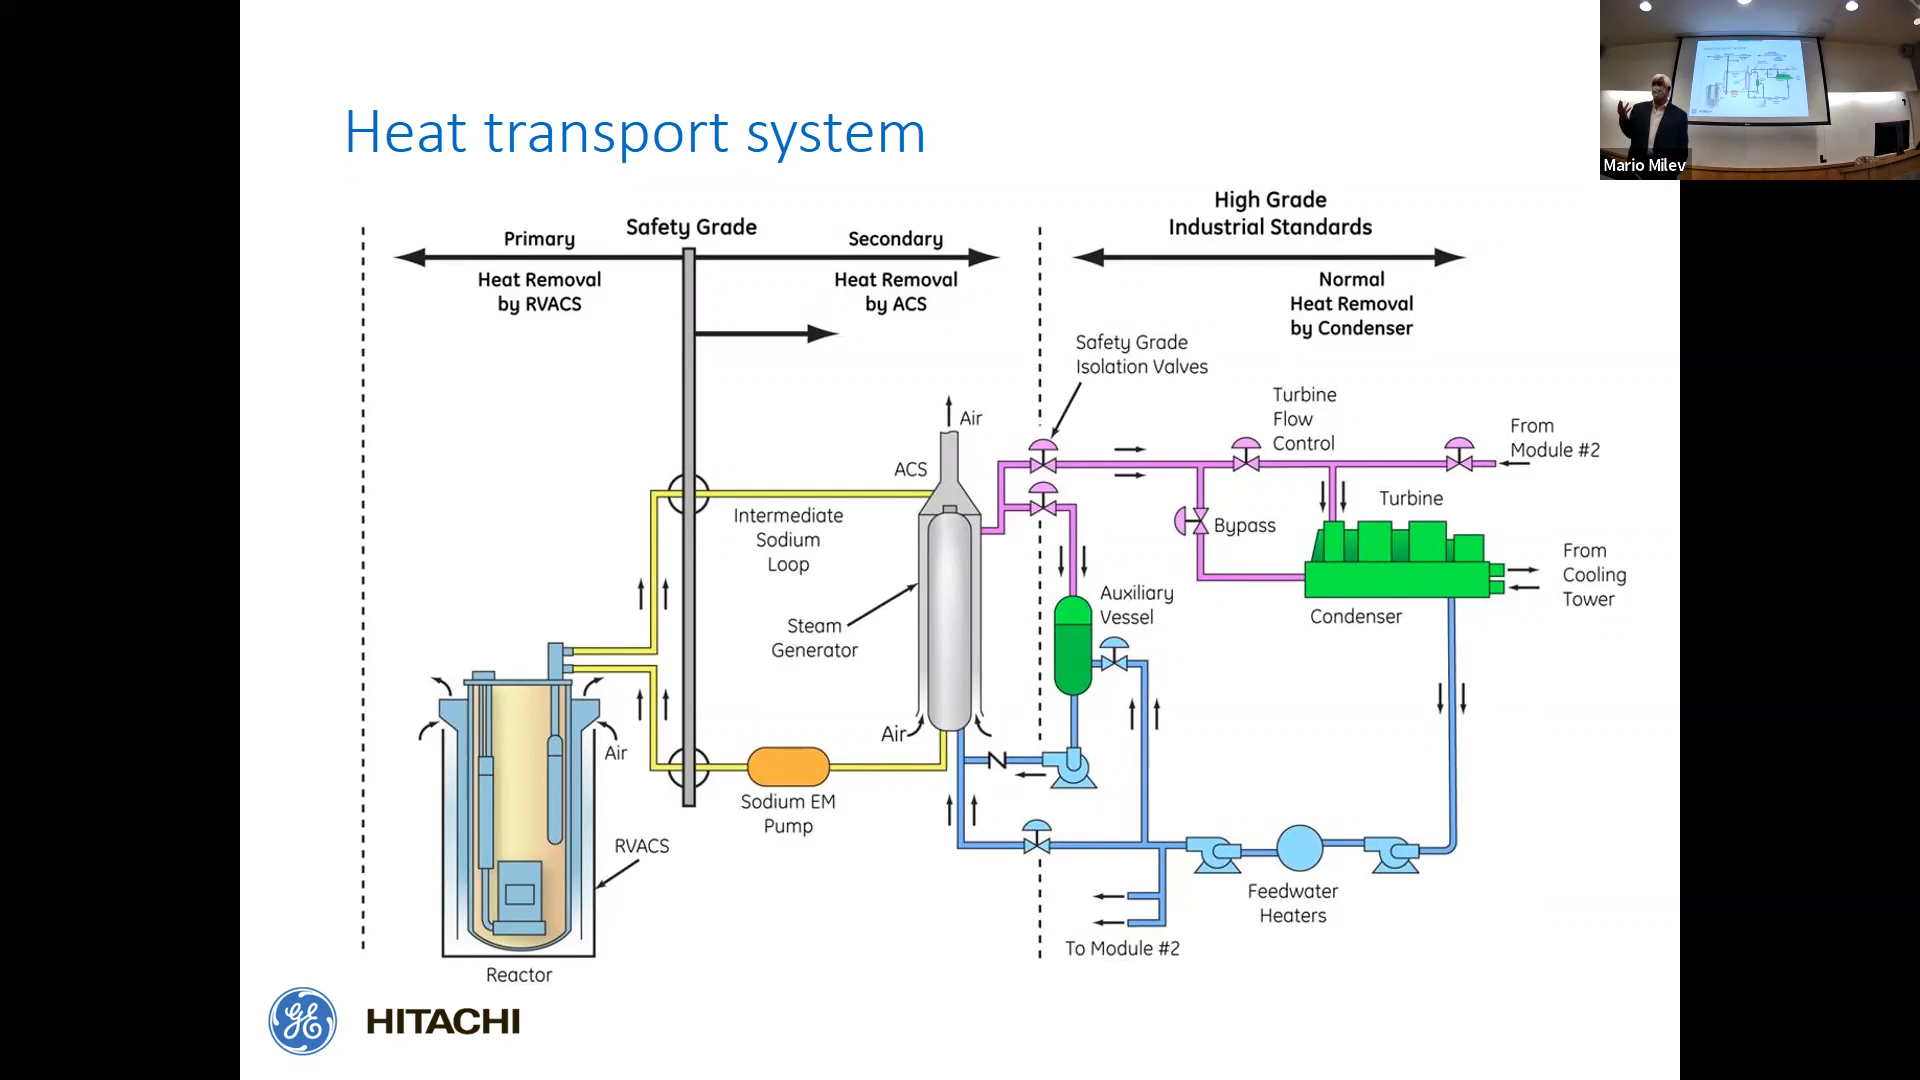 Heat transport system
Mario Milev
Safety Grade
Primary
Secondary
Heat Removal
by RVACS
Heat Removal
by ACS
High Grade
Industrial Standards
Normal
Heat Removal
by Condenser
Safety Grade
Isolation Valves
Turbine
Flow
Control
From
Module #2
Air
ACS
Intermediate
Sodium
Loop
Bypass
Turbine
From
Cooling
Tower
Condenser
Auxiliary
Vessel
Steam
Generator
Air
Air
Sodium EM
Pump
RVACS
Feedwater
Heaters
To Module #2
Reactor
GE
HITACHI